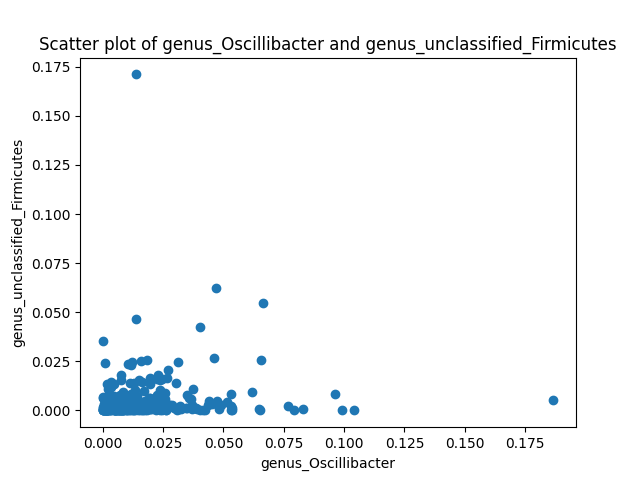 Scatter plot of genus_Oscillibacter and genus_unclassified_Firmicutes
0.175
0.150
0.125
0.100
0.075
0.050
0.025
0.000
genus_unclassified_Firmicutes
0.000 0.025 0.050 0.075 0.100 0.125 0.150 0.175
genus_Oscillibacter